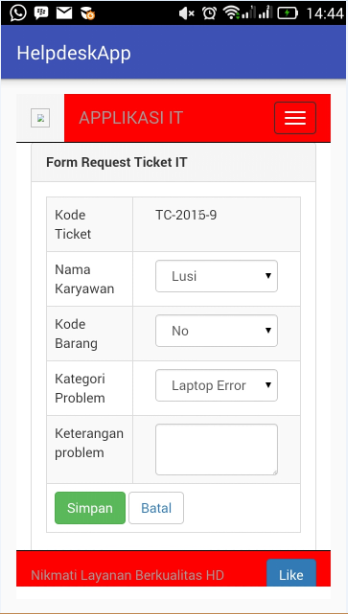 14:44
HelpdeskApp
APPLIKASI IT
Form Request Ticket IT
Kode
Ticket
TC-2015-9
Nama
Karyawan
Lusi
Kode
Barang
No
Kategori
Problem
Laptop Error
Keterangan
problem
Simpan
Batal
Nikmati Layanan Berkualitas HD
Like